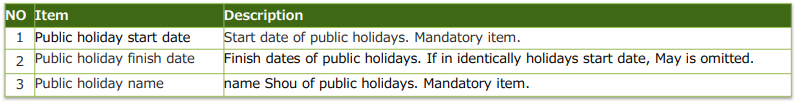 NO Item Description
1 Public holiday start date Start date of public holidays. Mandatory item.
2 Public holiday finish date Finish dates of public holidays. If in identically holidays start date, May is omitted.
3 Public holiday name name Shou of public holidays. Mandatory item.